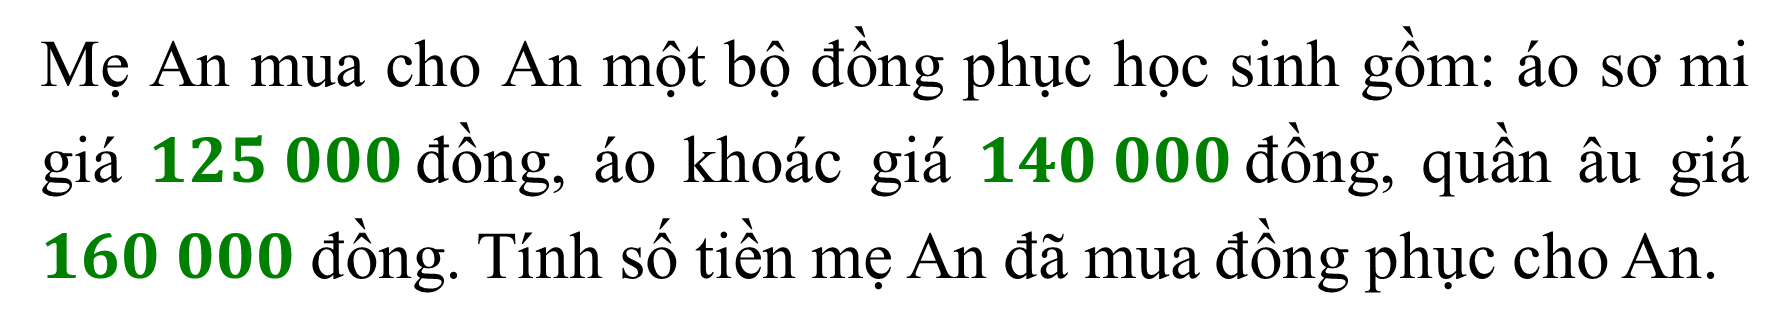 Mẹ An mua cho An một bộ đồng phục học sinh gồm: áo sơ mi
giá 125 000 đồng, áo khoác giá 140 000 đồng, quần âu giá
160 000 đồng. Tính số tiền mẹ An đã mua đồng phục cho An.